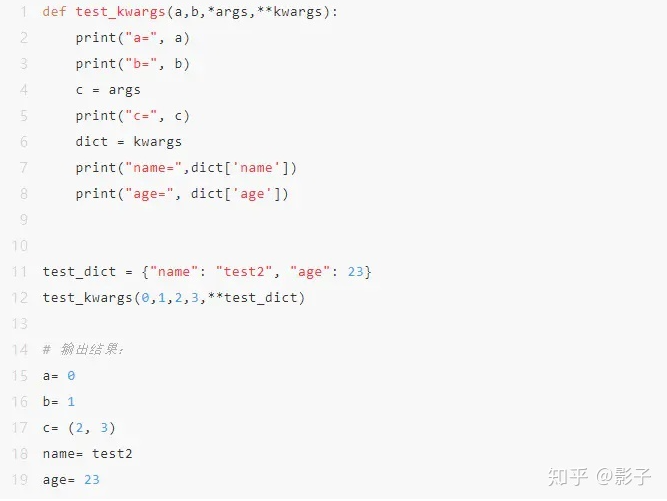 1 def test_kwargs(a,b,*args,**kwargs):
2     print("a=", a)
3     print("b=", b)
4     c = args
5     print("c=", c)
6     dict = kwargs
7     print("name=",dict['name'])
8     print("age=", dict['age'])
9
10
11 test_dict = {"name": "test2", "age": 23}
12 test_kwargs(0,1,2,3,**test_dict)
13
14 # 输出结果：
15 a= 0
16 b= 1
17 c= (2, 3)
18 name= test2
19 age= 23
知乎 @影子